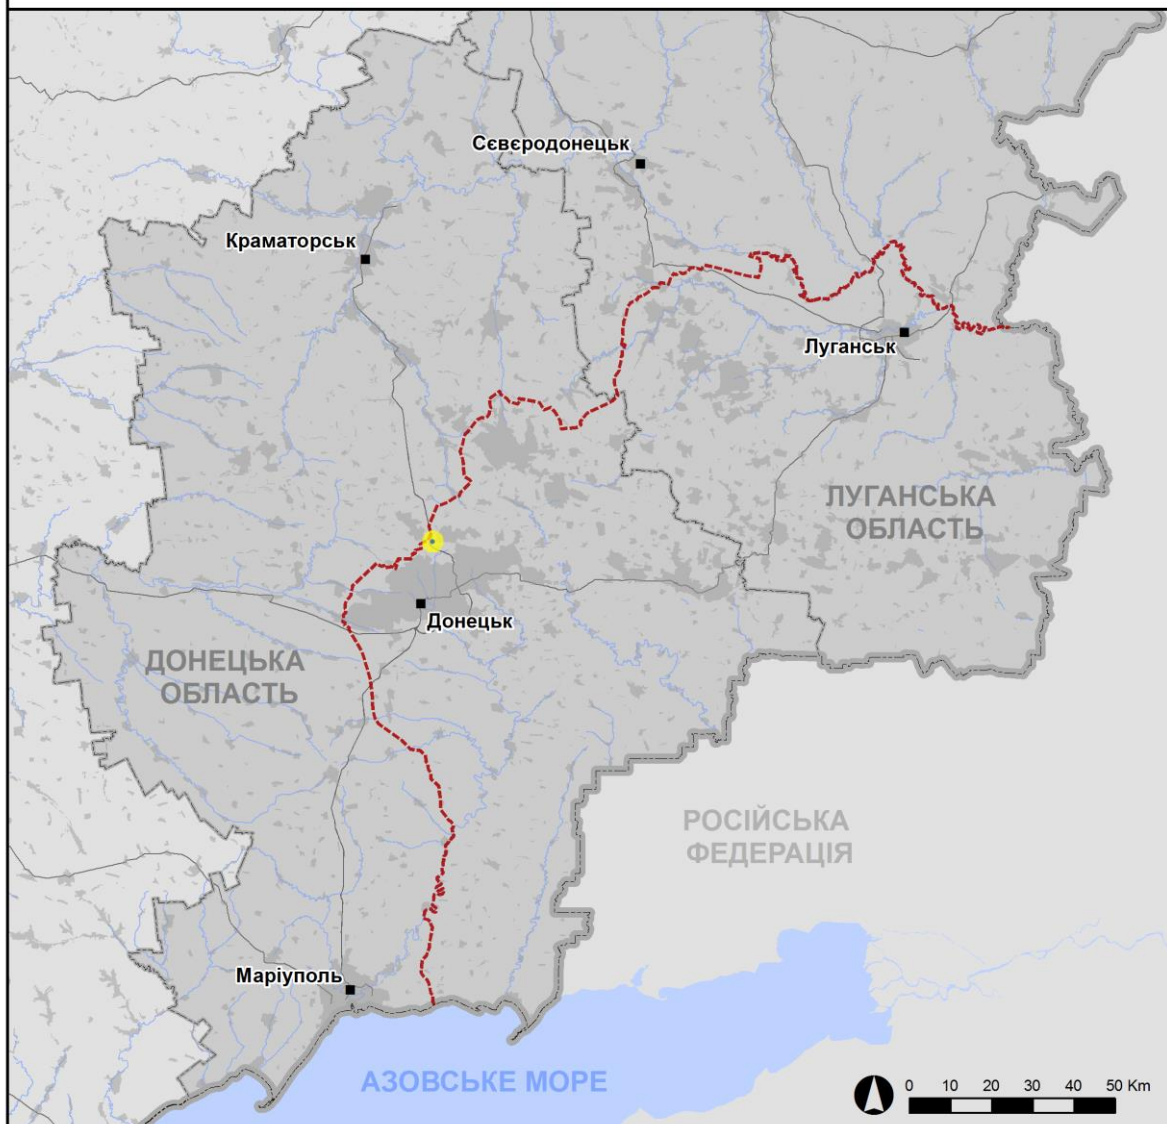 Сєвєродонецьк
Краматорськ
Луганськ
ЛУГАНСЬКА
ОБЛАСТЬ
Донецьк
ДОНЕЦЬКА
ОБЛАСТЬ
РОСІЙСЬКА
ФЕДЕРАЦІЯ
Маріуполь
АЗОВСЬКЕ МОРЕ
0 10 20 30 40 50 Km